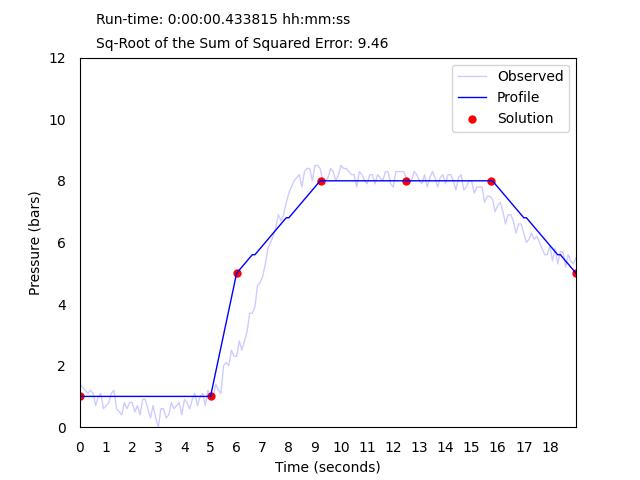 Run-time: 0:00:00.433815 hh:mm:ss
Sq-Root of the Sum of Squared Error: 9.46
12
Observed
Profile
Solution
10
8
6
4
2
0
Pressure (bars)
0 1 2 3 4 5 6 7 8 9 10 11 12 13 14 15 16 17 18
Time (seconds)